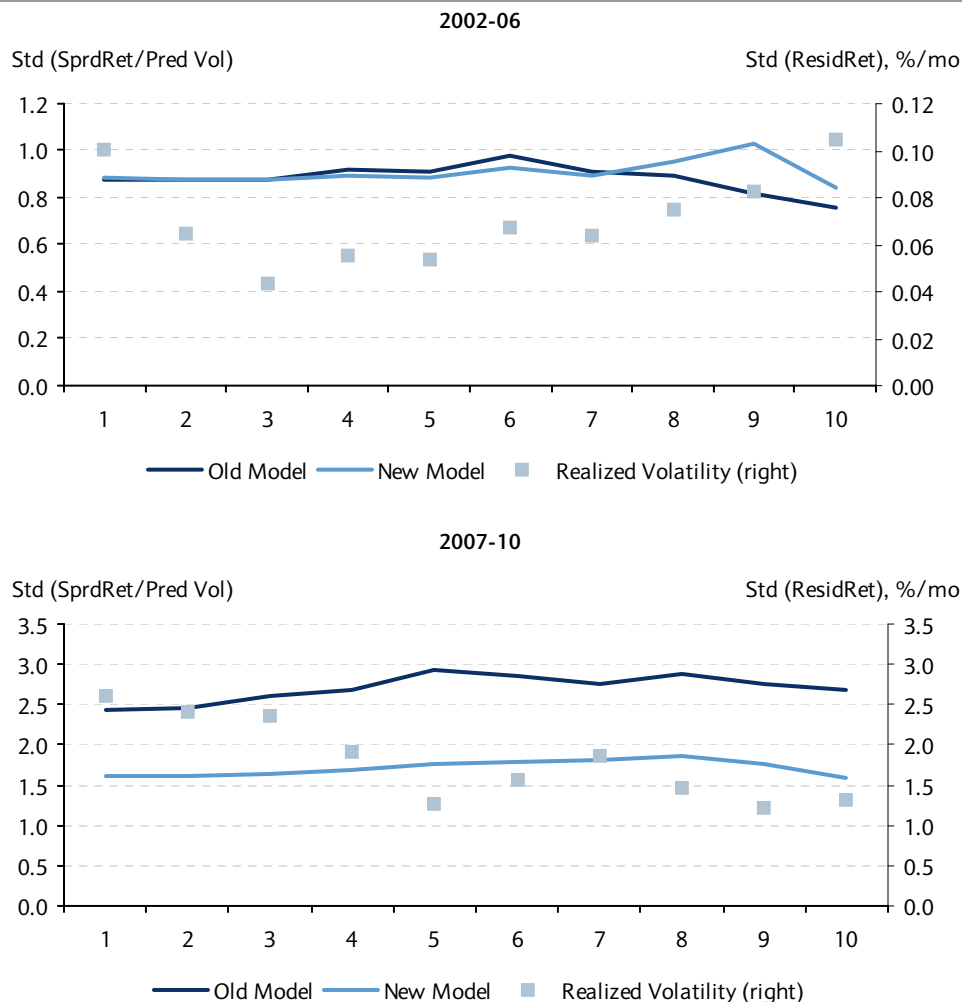 2002-06
Std (SprdRet/Pred Vol) Std (ResidRet), %/mo
1.2 0.12
1.0 0.10
0.8 0.08
0.6 0.06
0.4 0.04
0.2 0.02
0.0 0.00
1 2 3 4 5 6 7 8 9 10
Old Model New Model Realized Volatility (right)
2007-10
Std (SprdRet/Pred Vol) Std (ResidRet), %/mo
3.5 3.5
3.0 3.0
2.5 2.5
2.0 2.0
1.5 1.5
1.0 1.0
0.5 0.5
0.0 0.0
1 2 3 4 5 6 7 8 9 10
Old Model New Model Realized Volatility (right)